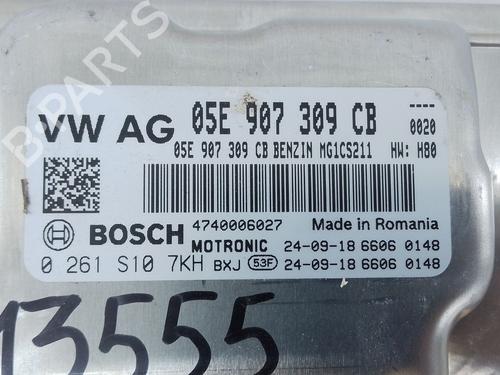 B-PARTS
VW AG 05E 907 309 CB ----
0020
05E 907 309 CB BENZIN MG1CS211 HW: H80
BOSCH 4740006027 Made in Romania
MOTRONIC 24-09-18 6606 0148
0 261 S10 7KH BXJ 53F 24-09-18 6606 0148
13555